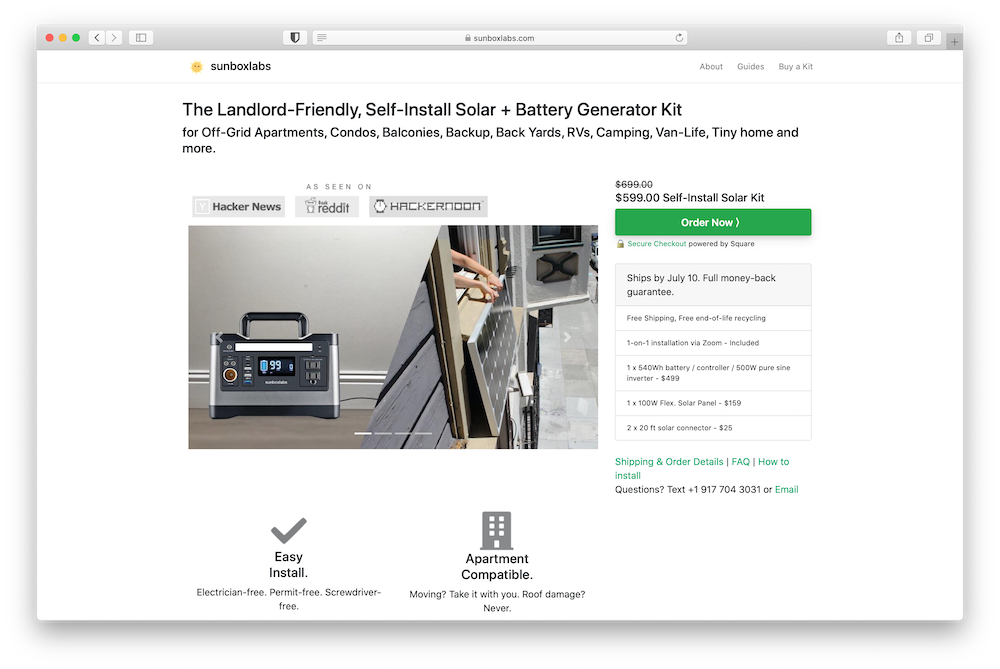 sunboxlabs.com
sunboxlabs
About Guides Buy a Kit
The Landlord-Friendly, Self-Install Solar + Battery Generator Kit
for Off-Grid Apartments, Condos, Balconies, Backup, Back Yards, RVs, Camping, Van-Life, Tiny home and
more.
AS SEEN ON
Y Hacker News
reddit
HACKERNOON
99
sunboxlabs
$699.00
$599.00 Self-Install Solar Kit
Order Now ⟩
Secure Checkout powered by Square
Ships by July 10. Full money-back
guarantee.
Free Shipping, Free end-of-life recycling
1-on-1 installation via Zoom - Included
1 x 540Wh battery / controller / 500W pure sine
inverter - $499
1 x 100W Flex. Solar Panel - $159
2 x 20 ft solar connector - $25
Shipping & Order Details | FAQ | How to
install
Questions? Text +1 917 704 3031 or Email
Easy
Install.
Electrician-free. Permit-free. Screwdriver-
free.
Apartment
Compatible.
Moving? Take it with you. Roof damage?
Never.